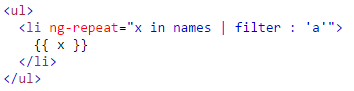 <ul>
  <li ng-repeat="x in names | filter : 'a'">
    {{ x }}
  </li>
</ul>